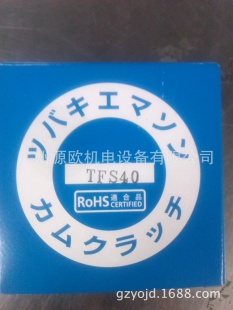 ツバキエマソン
源欧机电设备有限公司
TFS40
RoHS 適合品
CERTIFIED
カムクラッチ
gzyojd.1688.com